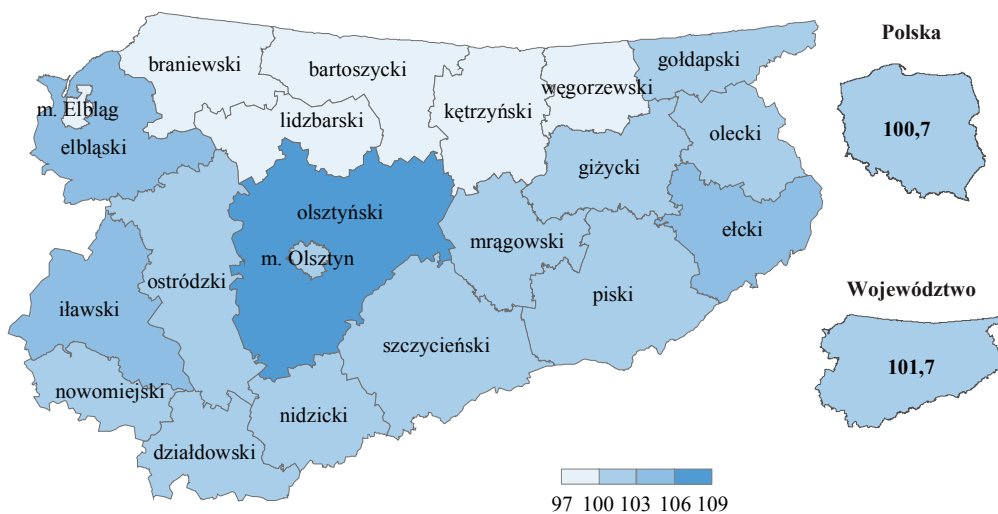 Polska
braniewski
bartoszycki
gołdapski
węgorzewski
m. Elbląg
kętrzyński
lidzbarski
olecki
100,7
elbląski
giżycki
olsztyński
ełcki
mrągowski
m. Olsztyn
ostródzki
piski
Województwo
iławski
szczycieński
101,7
nowomiejski
nidzicki
działdowski
97 100 103 106 109